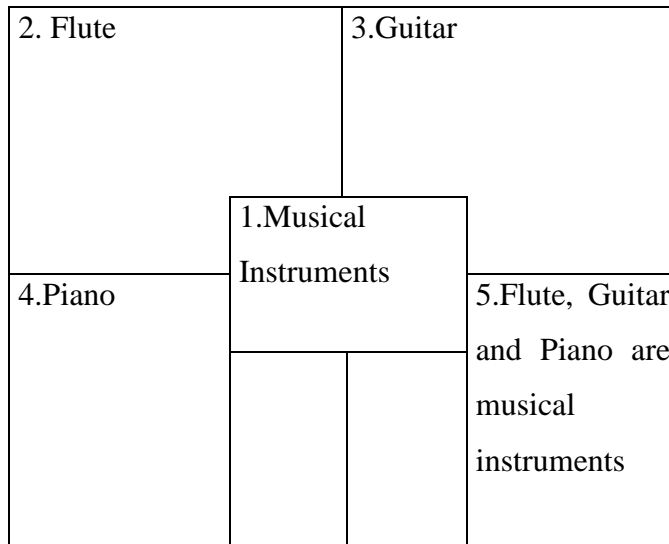 2. Flute
3.Guitar
1.Musical
Instruments
4.Piano
5.Flute, Guitar
and Piano are
musical
instruments